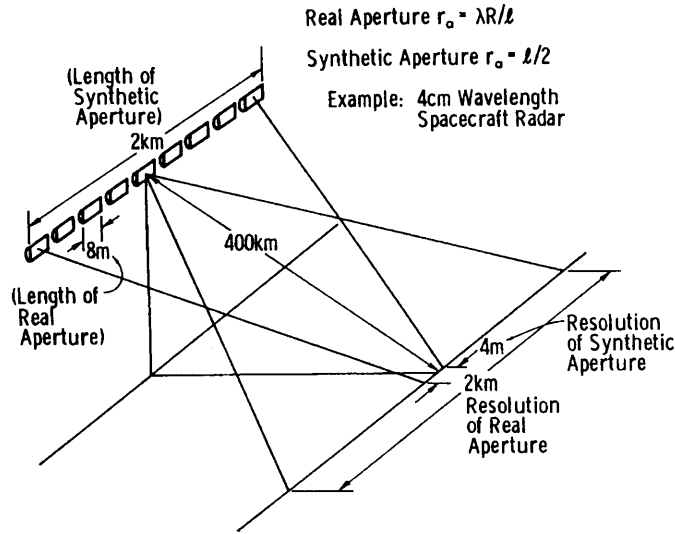 Real Aperture rₐ = λR/ℓ
Synthetic Aperture rₐ = ℓ/2
Example: 4cm Wavelength
Spacecraft Radar
(Length of
Synthetic
Aperture)
2km
8m
(Length of
Real
Aperture)
400km
4m
Resolution
of Synthetic
Aperture
2km
Resolution
of Real
Aperture